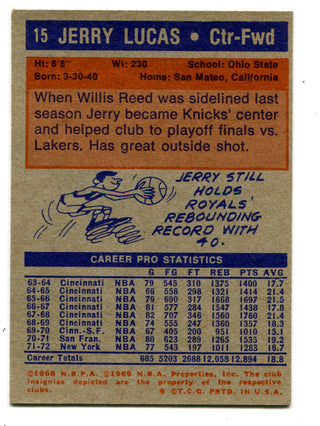 15 JERRY LUCAS • Ctr-Fwd
Ht: 6'8" Wt: 230 School: Ohio State
Born: 3-30-40 Home: San Mateo, California
When Willis Reed was sidelined last
season Jerry became Knicks' center
and helped club to playoff finals vs.
Lakers. Has great outside shot.
JERRY STILL
HOLDS
ROYALS'
REBOUNDING
RECORD WITH
40.
CAREER PRO STATISTICS
G FG FT REB PTS AVG
63-64 Cincinnati NBA 79 545 310 1375 1400 17.7
64-65 Cincinnati NBA 66 558 298 1321 1414 21.4
65-66 Cincinnati NBA 79 690 317 1668 1697 21.5
66-67 Cincinnati NBA 81 577 284 1547 1438 17.8
67-68 Cincinnati NBA 82 707 346 1560 1760 21.4
68-69 Cincinnati NBA 74 555 247 1360 1357 18.3
69-70 Cinn.-S.F. NBA 67 405 200 951 1010 15.1
70-71 San Fran. NBA 80 623 289 1265 1535 19.2
71-72 New York NBA 77 543 197 1011 1283 16.7
Career Totals 685 5203 2688 12,058 12,894 18.8
©1968 N.B.P.A. ©1969 NBA Properties, Inc. The club
insignias depicted are the property of the respective
clubs. * ©T.C.G. PRTD. IN U.S.A.